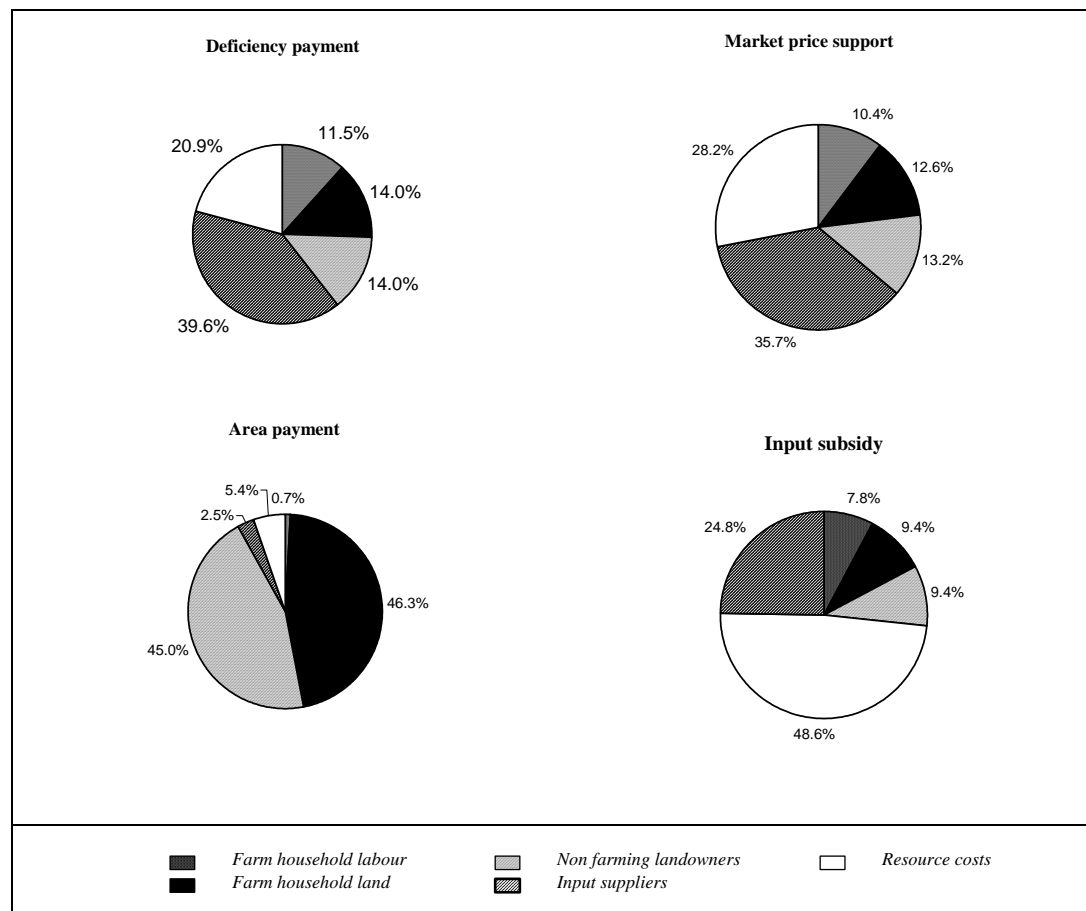 Deficiency payment
11.5%
14.0%
14.0%
39.6%
20.9%
Market price support
10.4%
12.6%
13.2%
35.7%
28.2%
Area payment
0.7%
46.3%
45.0%
2.5%
5.4%
Input subsidy
7.8%
9.4%
9.4%
48.6%
24.8%
Farm household labour
Farm household land
Non farming landowners
Input suppliers
Resource costs